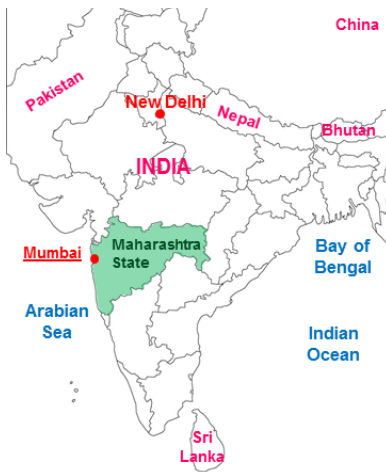 China
Pakistan
New Delhi
Nepal
Bhutan
INDIA
Mumbai
Maharashtra
State
Bay of
Bengal
Arabian
Sea
Indian
Ocean
Sri
Lanka